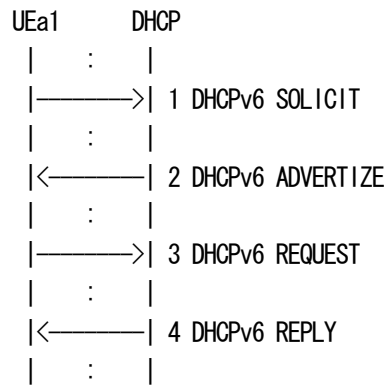 UEa1 DHCP
| : |
|--------->| 1 DHCPv6 SOLICIT
| : |
|<---------| 2 DHCPv6 ADVERTIZE
| : |
|--------->| 3 DHCPv6 REQUEST
| : |
|<---------| 4 DHCPv6 REPLY
| : |